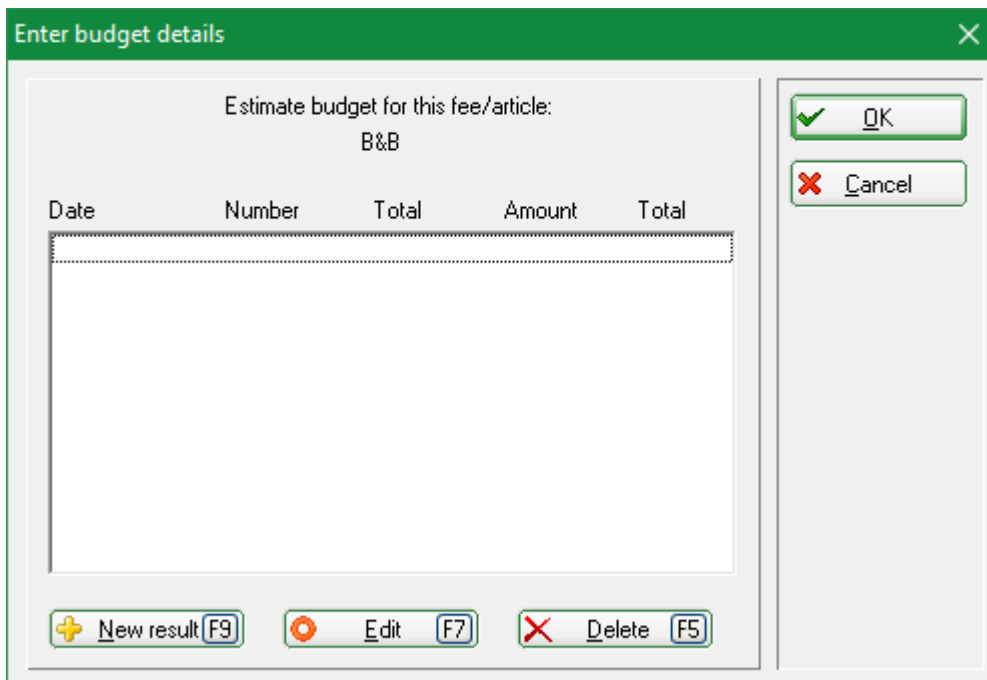 Enter budget details
Estimate budget for this fee/article:
B&B
Date Number Total Amount Total
New result F9 Edit F7 Delete F5
OK
Cancel